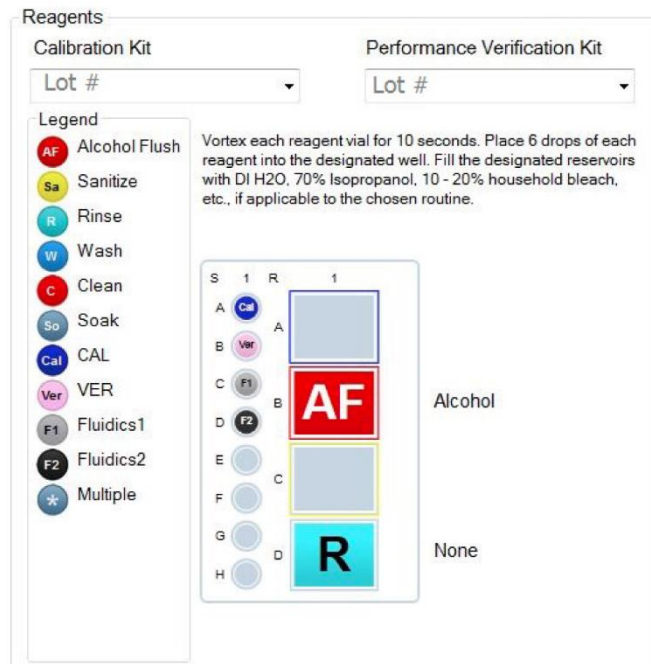 Reagents
Calibration Kit
Performance Verification Kit
Lot #
Lot #
Legend
AF Alcohol Flush
Sa Sanitize
R Rinse
W Wash
C Clean
So Soak
Cal CAL
Ver VER
F1 Fluidics1
F2 Fluidics2
* Multiple
Vortex each reagent vial for 10 seconds. Place 6 drops of each
reagent into the designated well. Fill the designated reservoirs
with DI H2O, 70% Isopropanol, 10 - 20% household bleach,
etc., if applicable to the chosen routine.
S 1 R 1
A Cal
A
B Ver
C F1
B AF Alcohol
D F2
E
C
F
G
D R None
H